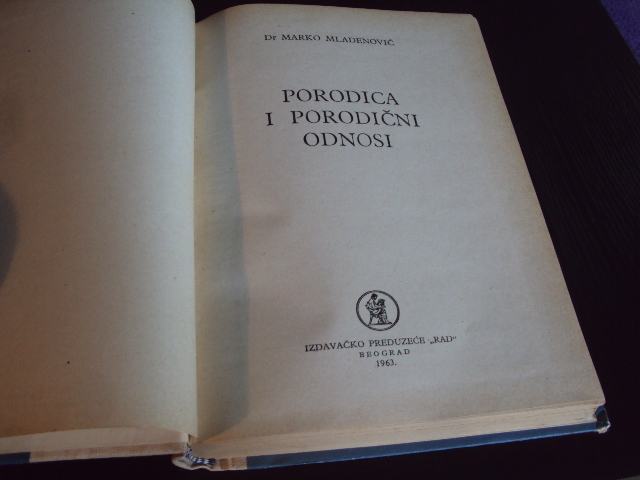 Dr MARKO MLADENOVIĆ
PORODICA
I PORODIČNI
ODNOSI
IZDAVAČKO PREDUZEĆE „RAD”
BEOGRAD
1963.